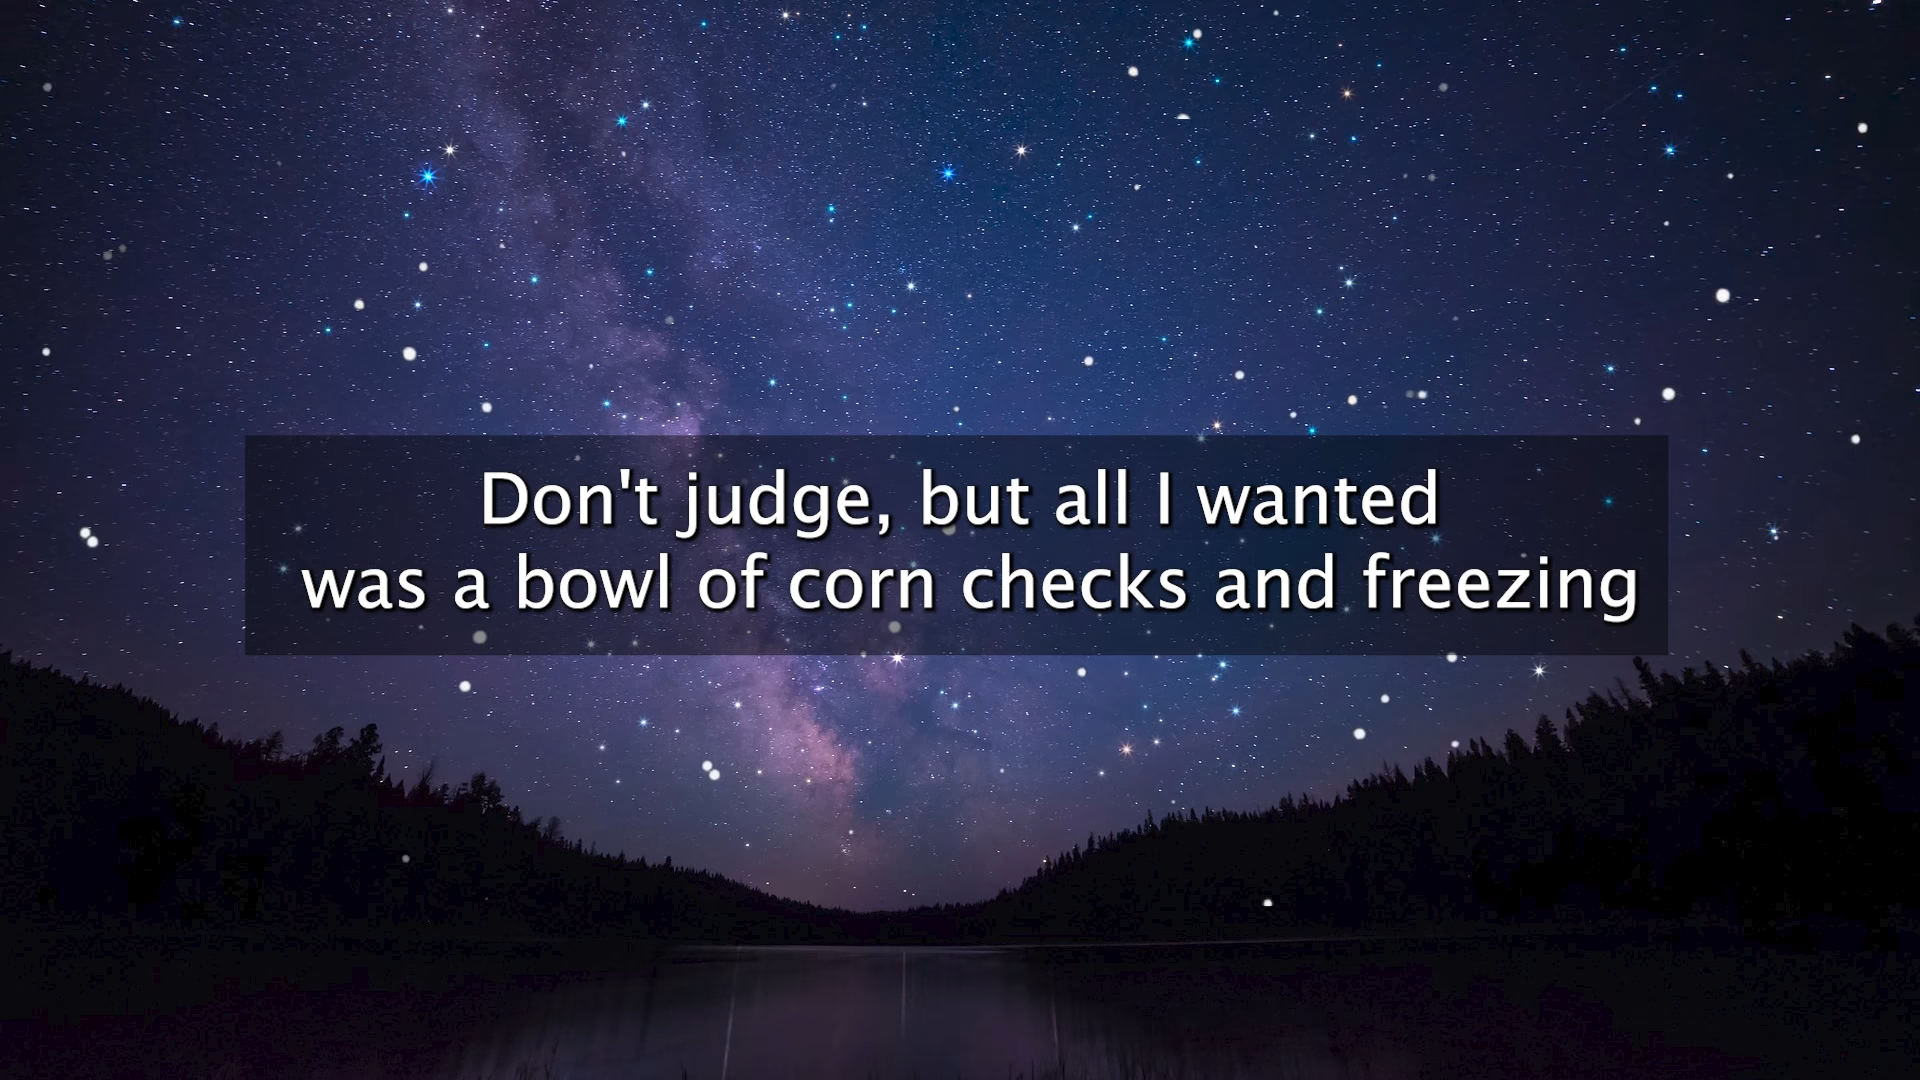 Don't judge, but all I wanted
was a bowl of corn checks and freezing